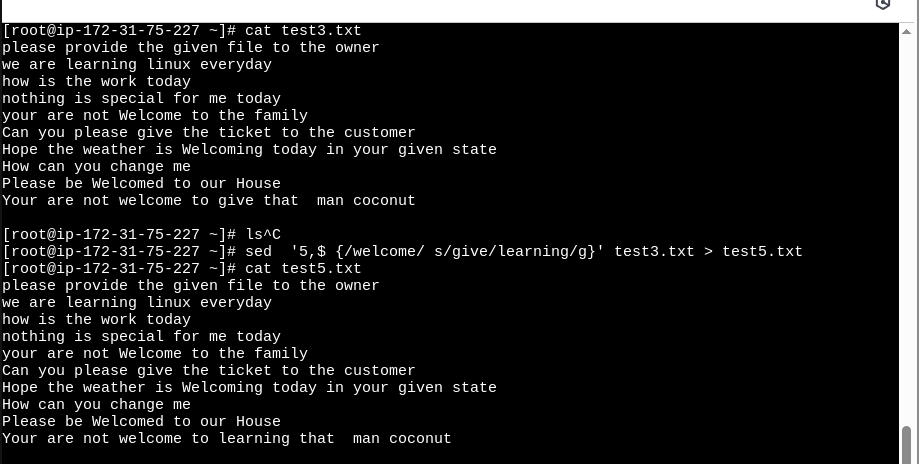 [root@ip-172-31-75-227 ~]# cat test3.txt
please provide the given file to the owner
we are learning linux everyday
how is the work today
nothing is special for me today
your are not Welcome to the family
Can you please give the ticket to the customer
Hope the weather is Welcoming today in your given state
How can you change me
Please be Welcomed to our House
Your are not welcome to give that  man coconut

[root@ip-172-31-75-227 ~]# ls^C
[root@ip-172-31-75-227 ~]# sed  '5,$ {/welcome/ s/give/learning/g}' test3.txt > test5.txt
[root@ip-172-31-75-227 ~]# cat test5.txt
please provide the given file to the owner
we are learning linux everyday
how is the work today
nothing is special for me today
your are not Welcome to the family
Can you please give the ticket to the customer
Hope the weather is Welcoming today in your given state
How can you change me
Please be Welcomed to our House
Your are not welcome to learning that  man coconut